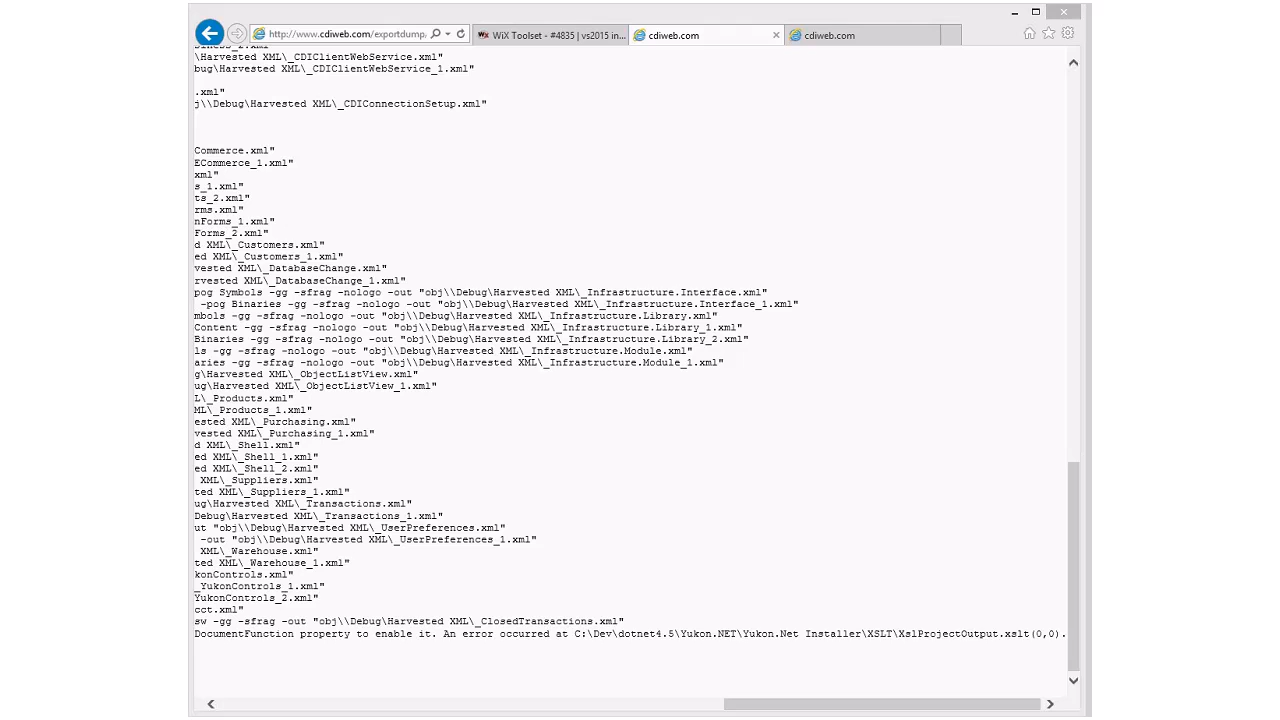 http://www.cdiweb.com/exportdump,
WiX Toolset - #4835 | vs2015 in...
cdiweb.com
cdiweb.com
\Harvested XML\_CDIClientWebService.xml"
bug\Harvested XML\_CDIClientWebService_1.xml"
.xml"
j\\Debug\Harvested XML\_CDIConnectionSetup.xml"
Commerce.xml"
ECommerce_1.xml"
xml"
s_1.xml"
ts_2.xml"
rms.xml"
nForms_1.xml"
Forms_2.xml"
d XML\_Customers.xml"
ed XML\_Customers_1.xml"
vested XML\_DatabaseChange.xml"
rvested XML\_DatabaseChange_1.xml"
pog Symbols -gg -sfrag -nologo -out "obj\\Debug\Harvested XML\_Infrastructure.Interface.xml"
-pog Binaries -gg -sfrag -nologo -out "obj\\Debug\Harvested XML\_Infrastructure.Interface_1.xml"
mbols -gg -sfrag -nologo -out "obj\\Debug\Harvested XML\_Infrastructure.Library.xml"
Content -gg -sfrag -nologo -out "obj\\Debug\Harvested XML\_Infrastructure.Library_1.xml"
Binaries -gg -sfrag -nologo -out "obj\\Debug\Harvested XML\_Infrastructure.Library_2.xml"
ls -gg -sfrag -nologo -out "obj\\Debug\Harvested XML\_Infrastructure.Module.xml"
aries -gg -sfrag -nologo -out "obj\\Debug\Harvested XML\_Infrastructure.Module_1.xml"
g\Harvested XML\_ObjectListView.xml"
ug\Harvested XML\_ObjectListView_1.xml"
L\_Products.xml"
ML\_Products_1.xml"
ested XML\_Purchasing.xml"
vested XML\_Purchasing_1.xml"
d XML\_Shell.xml"
ed XML\_Shell_1.xml"
ed XML\_Shell_2.xml"
XML\_Suppliers.xml"
ted XML\_Suppliers_1.xml"
ug\Harvested XML\_Transactions.xml"
Debug\Harvested XML\_Transactions_1.xml"
ut "obj\\Debug\Harvested XML\_UserPreferences.xml"
-out "obj\\Debug\Harvested XML\_UserPreferences_1.xml"
XML\_Warehouse.xml"
ted XML\_Warehouse_1.xml"
konControls.xml"
_YukonControls_1.xml"
YukonControls_2.xml"
cct.xml"
sw -gg -sfrag -out "obj\\Debug\Harvested XML\_ClosedTransactions.xml"
DocumentFunction property to enable it. An error occurred at C:\Dev\dotnet4.5\Yukon.NET\Yukon.Net Installer\XSLT\XslProjectOutput.xslt(0,0).